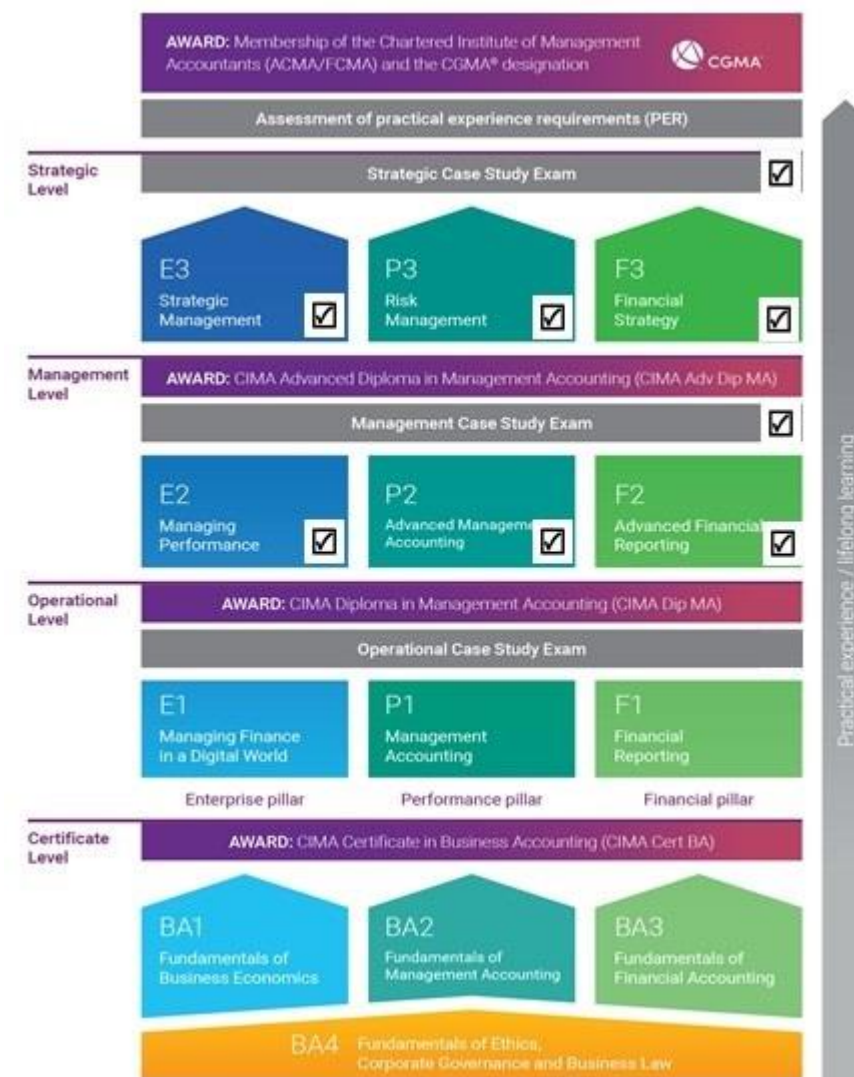 AWARD: Membership of the Chartered Institute of Management
Accountants (ACMA/FCMA) and the CGMA® designation
CGMA
Assessment of practical experience requirements (PER)
Strategic
Level
Strategic Case Study Exam
E3
Strategic
Management
P3
Risk
Management
F3
Financial
Strategy
Management
Level
AWARD: CIMA Advanced Diploma in Management Accounting (CIMA Adv Dip MA)
Management Case Study Exam
E2
Managing
Performance
P2
Advanced Manageme
Accounting
F2
Advanced Financial
Reporting
Operational
Level
AWARD: CIMA Diploma in Management Accounting (CIMA Dip MA)
Operational Case Study Exam
E1
Managing Finance
in a Digital World
P1
Management
Accounting
F1
Financial
Reporting
Enterprise pillar
Performance pillar
Financial pillar
Certificate
Level
AWARD: CIMA Certificate in Business Accounting (CIMA Cert BA)
BA1
Fundamentals of
Business Economics
BA2
Fundamentals of
Management Accounting
BA3
Fundamentals of
Financial Accounting
BA4
Fundamentals of Ethics,
Corporate Governance and Business Law
Practical experience / lifelong learning